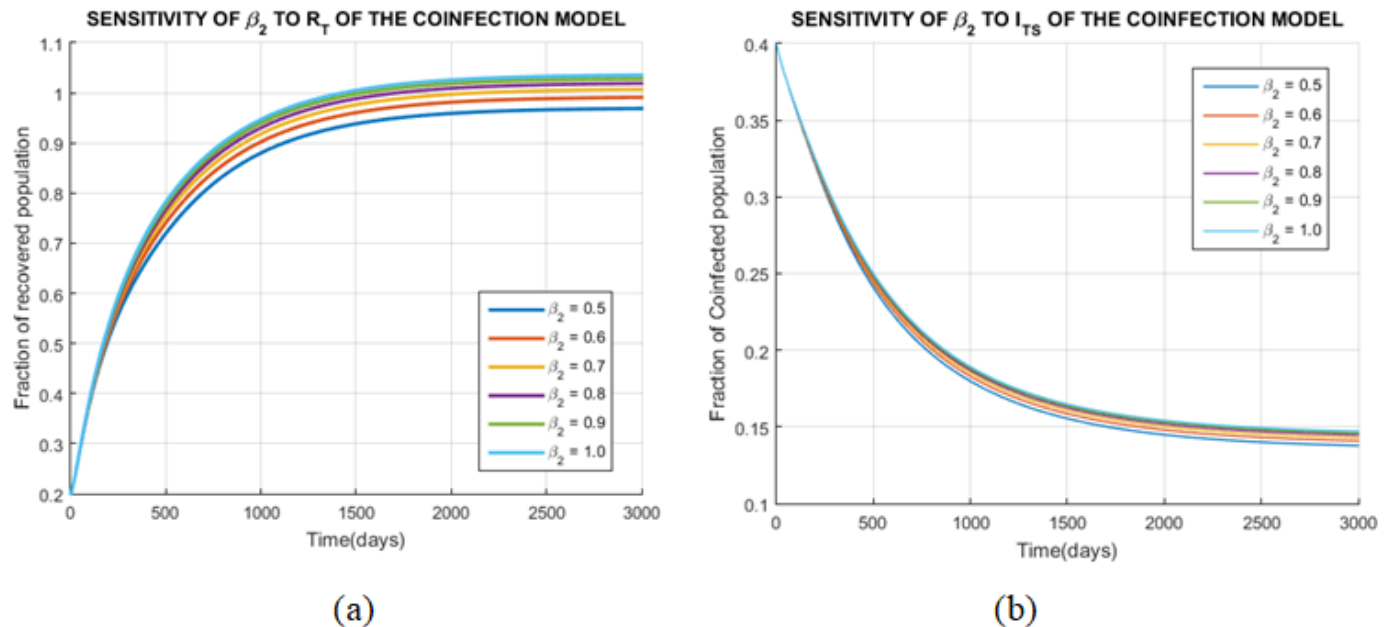 SENSITIVITY OF β2 TO RT OF THE COINFECTION MODEL
Fraction of recovered population
1.1
1
0.9
0.8
0.7
0.6
0.5
0.4
0.3
0.2
β2 = 0.5
β2 = 0.6
β2 = 0.7
β2 = 0.8
β2 = 0.9
β2 = 1.0
0 500 1000 1500 2000 2500 3000
Time(days)
(a)
SENSITIVITY OF β2 TO ITS OF THE COINFECTION MODEL
Fraction of Coinfected population
0.4
0.35
0.3
0.25
0.2
0.15
0.1
β2 = 0.5
β2 = 0.6
β2 = 0.7
β2 = 0.8
β2 = 0.9
β2 = 1.0
0 500 1000 1500 2000 2500 3000
Time(days)
(b)